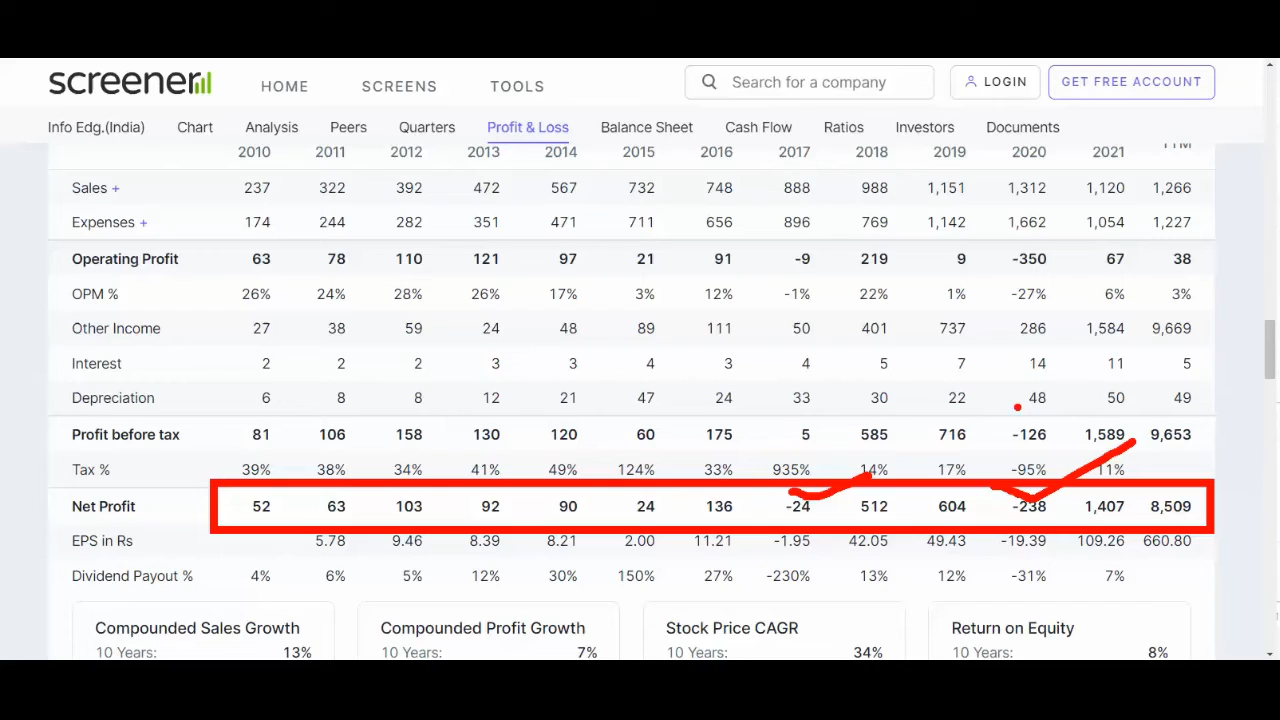 screener HOME SCREENS TOOLS Search for a company LOGIN GET FREE ACCOUNT
Info Edg.(India) Chart Analysis Peers Quarters Profit & Loss Balance Sheet Cash Flow Ratios Investors Documents
2010 2011 2012 2013 2014 2015 2016 2017 2018 2019 2020 2021 TTM
Sales + 237 322 392 472 567 732 748 888 988 1,151 1,312 1,120 1,266
Expenses + 174 244 282 351 471 711 656 896 769 1,142 1,662 1,054 1,227
Operating Profit 63 78 110 121 97 21 91 -9 219 9 -350 67 38
OPM % 26% 24% 28% 26% 17% 3% 12% -1% 22% 1% -27% 6% 3%
Other Income 27 38 59 24 48 89 111 50 401 737 286 1,584 9,669
Interest 2 2 2 3 3 4 3 4 5 7 14 11 5
Depreciation 6 8 8 12 21 47 24 33 30 22 48 50 49
Profit before tax 81 106 158 130 120 60 175 5 585 716 -126 1,589 9,653
Tax % 39% 38% 34% 41% 49% 124% 33% 935% 14% 17% -95% 11%
Net Profit 52 63 103 92 90 24 136 -24 512 604 -238 1,407 8,509
EPS in Rs 5.78 9.46 8.39 8.21 2.00 11.21 -1.95 42.05 49.43 -19.39 109.26 660.80
Dividend Payout % 4% 6% 5% 12% 30% 150% 27% -230% 13% 12% -31% 7%
Compounded Sales Growth Compounded Profit Growth Stock Price CAGR Return on Equity
10 Years: 13% 10 Years: 7% 10 Years: 34% 10 Years: 8%